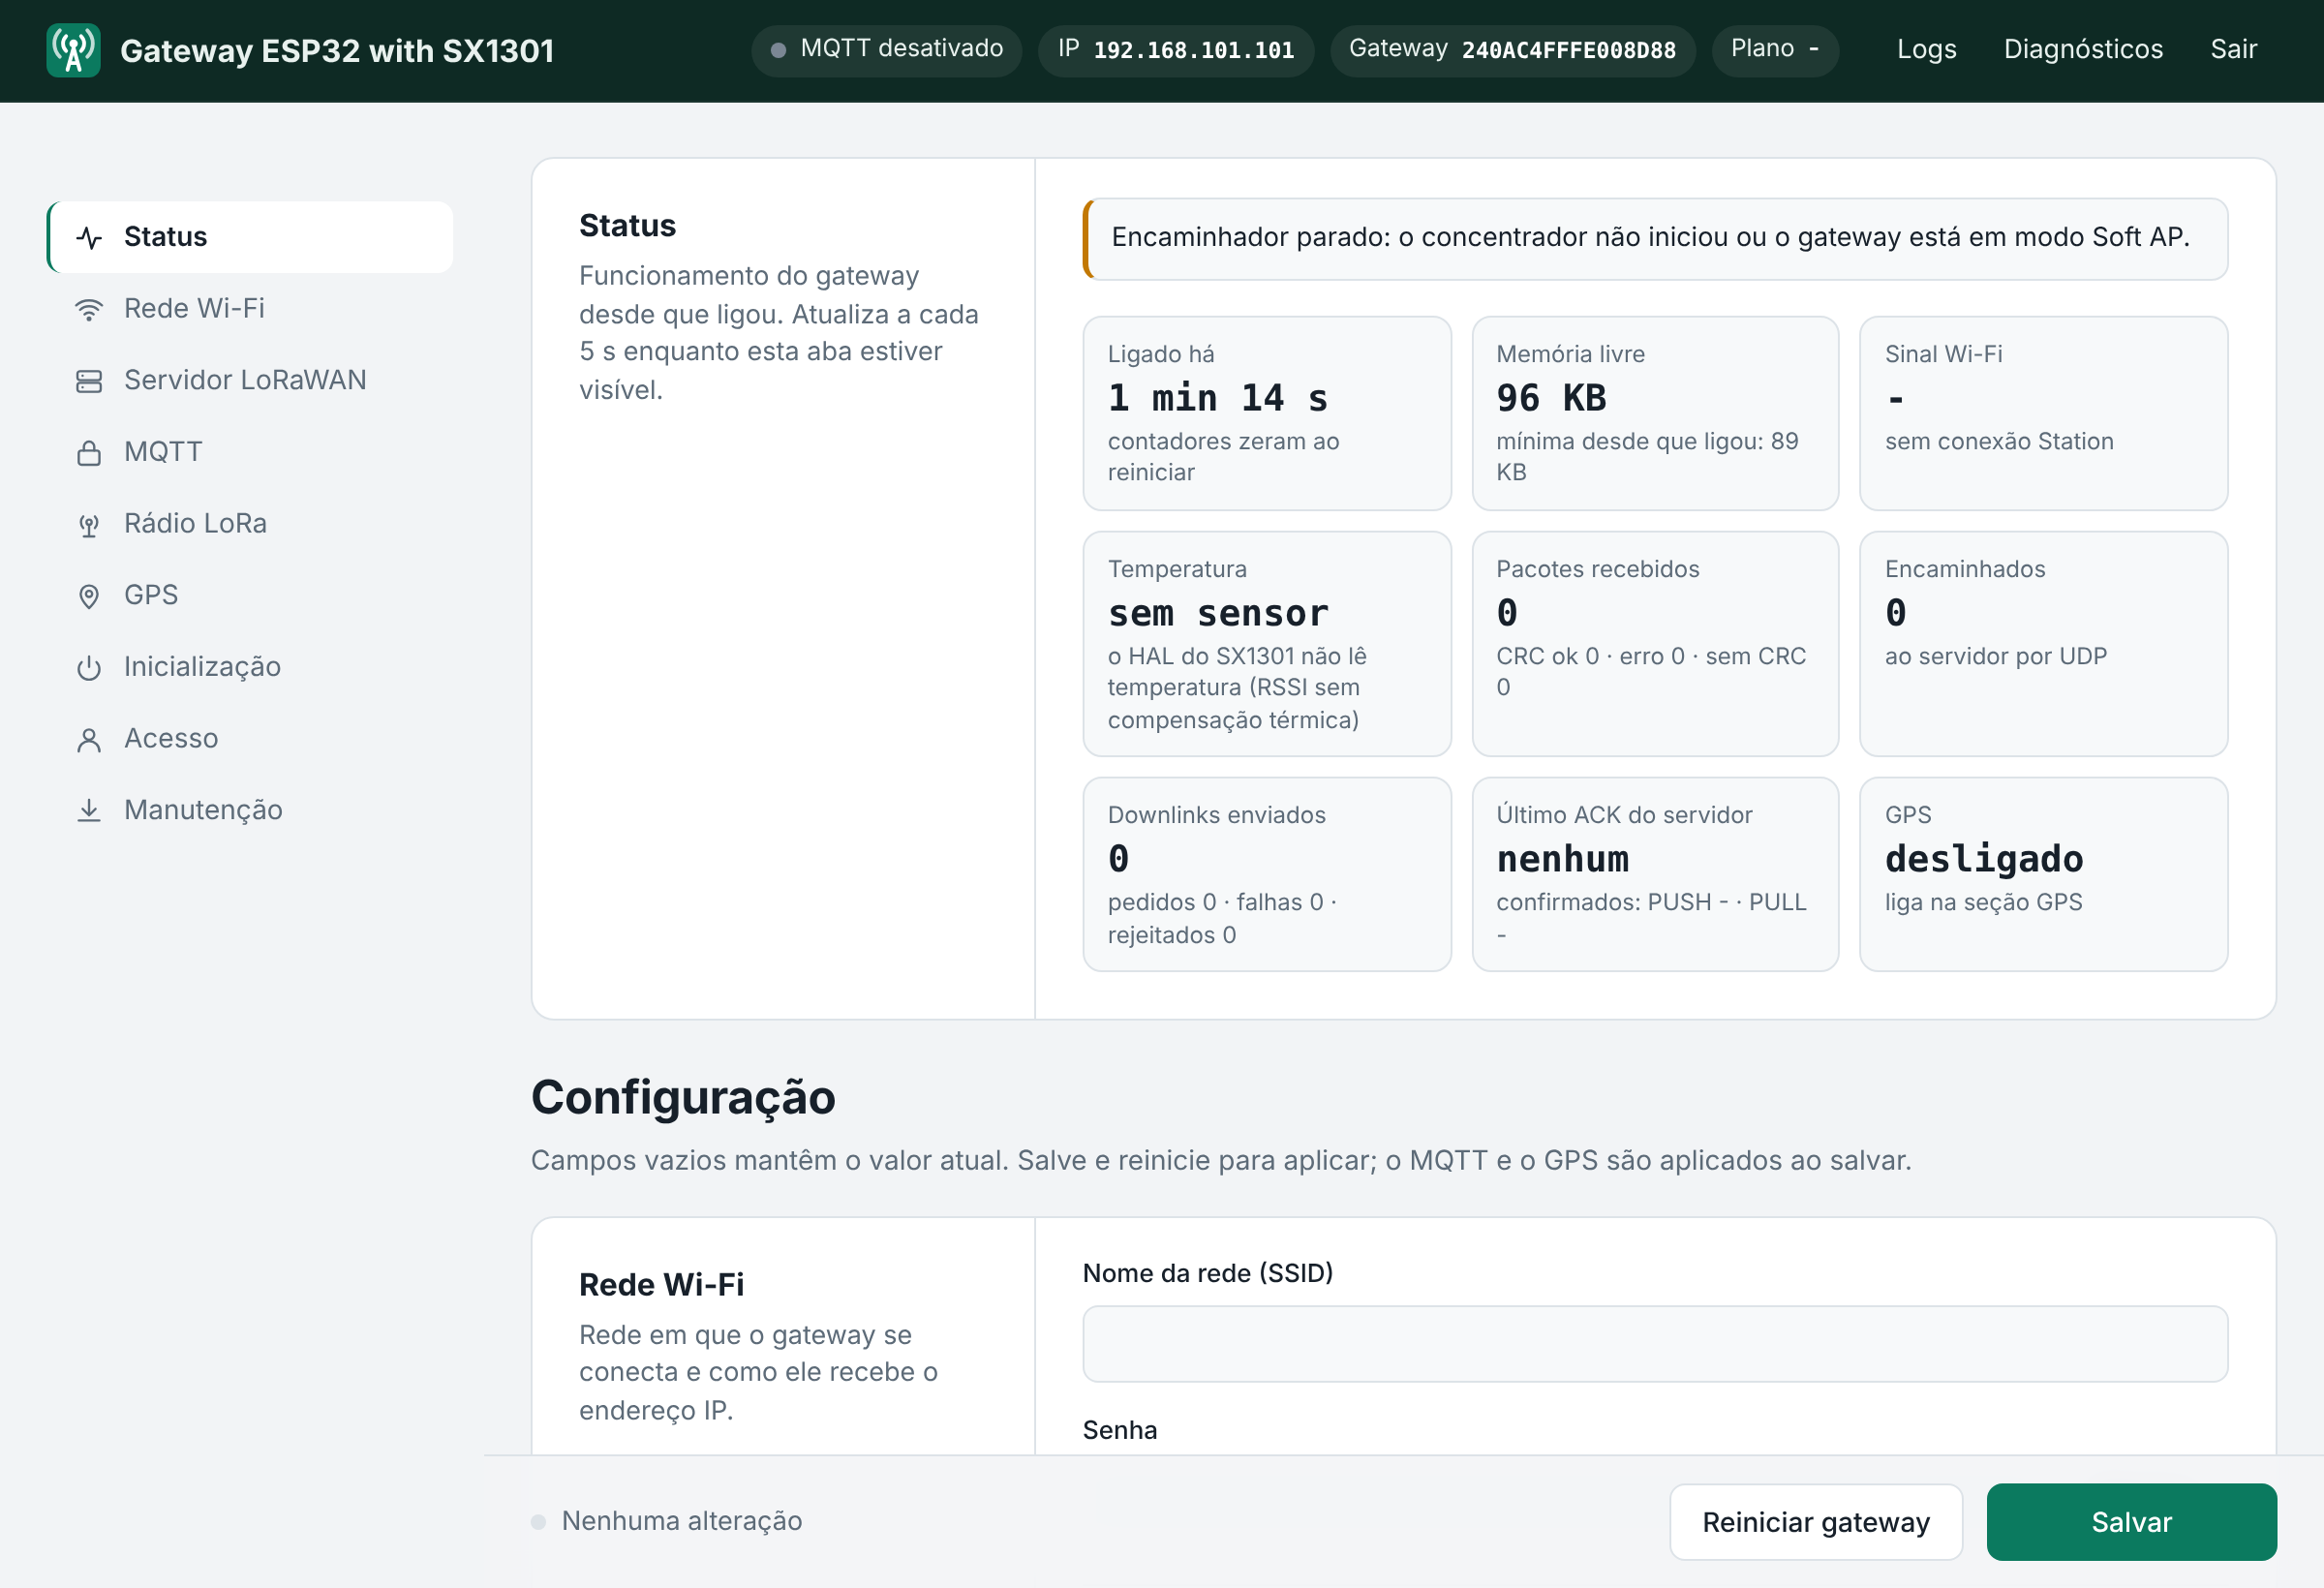 Gateway ESP32 with SX1301
MQTT desativado
IP 192.168.101.101
Gateway 240AC4FFFE008D88
Plano -
Logs
Diagnósticos
Sair
Status
Rede Wi-Fi
Servidor LoRaWAN
MQTT
Rádio LoRa
GPS
Inicialização
Acesso
Manutenção
Status
Funcionamento do gateway
desde que ligou. Atualiza a cada
5 s enquanto esta aba estiver
visível.
Encaminhador parado: o concentrador não iniciou ou o gateway está em modo Soft AP.
Ligado há
1 min 14 s
contadores zeram ao
reiniciar
Memória livre
96 KB
mínima desde que ligou: 89
KB
Sinal Wi-Fi
-
sem conexão Station
Temperatura
sem sensor
o HAL do SX1301 não lê
temperatura (RSSI sem
compensação térmica)
Pacotes recebidos
0
CRC ok 0 · erro 0 · sem CRC
0
Encaminhados
0
ao servidor por UDP
Downlinks enviados
0
pedidos 0 · falhas 0 ·
rejeitados 0
Último ACK do servidor
nenhum
confirmados: PUSH - · PULL
-
GPS
desligado
liga na seção GPS
Configuração
Campos vazios mantêm o valor atual. Salve e reinicie para aplicar; o MQTT e o GPS são aplicados ao salvar.
Rede Wi-Fi
Rede em que o gateway se
conecta e como ele recebe o
endereço IP.
Nome da rede (SSID)
Senha
Nenhuma alteração
Reiniciar gateway
Salvar